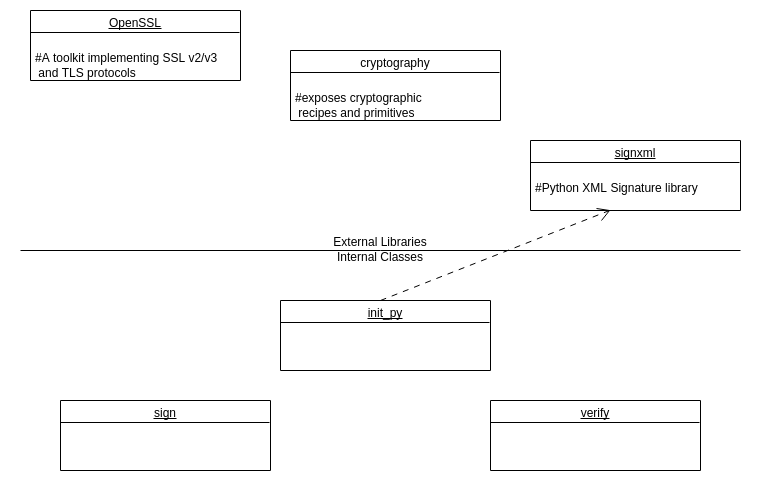 OpenSSL
#A toolkit implementing SSL v2/v3
and TLS protocols
cryptography
#exposes cryptographic
recipes and primitives
signxml
#Python XML Signature library
External Libraries
Internal Classes
init_py
sign
verify